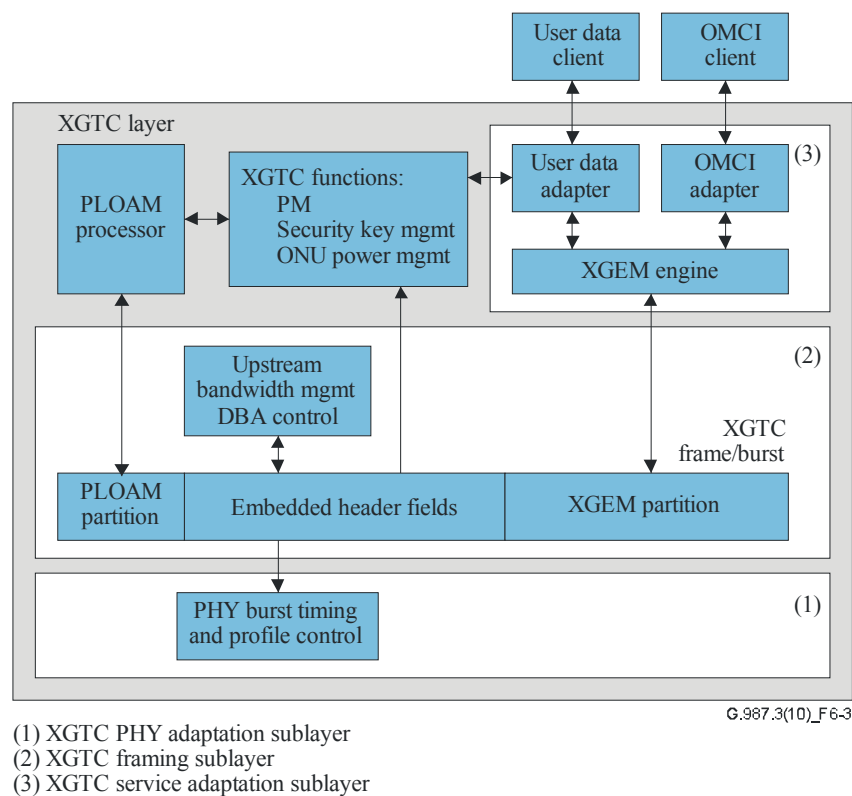 User data
client
OMCI
client
XGTC layer
(3)
PLOAM
processor
XGTC functions:
PM
Security key mgmt
ONU power mgmt
User data
adapter
OMCI
adapter
XGEM engine
(2)
Upstream
bandwidth mgmt
DBA control
XGTC
frame/burst
PLOAM
partition
Embedded header fields
XGEM partition
(1)
PHY burst timing
and profile control
G.987.3(10)_F6-3
(1) XGTC PHY adaptation sublayer
(2) XGTC framing sublayer
(3) XGTC service adaptation sublayer